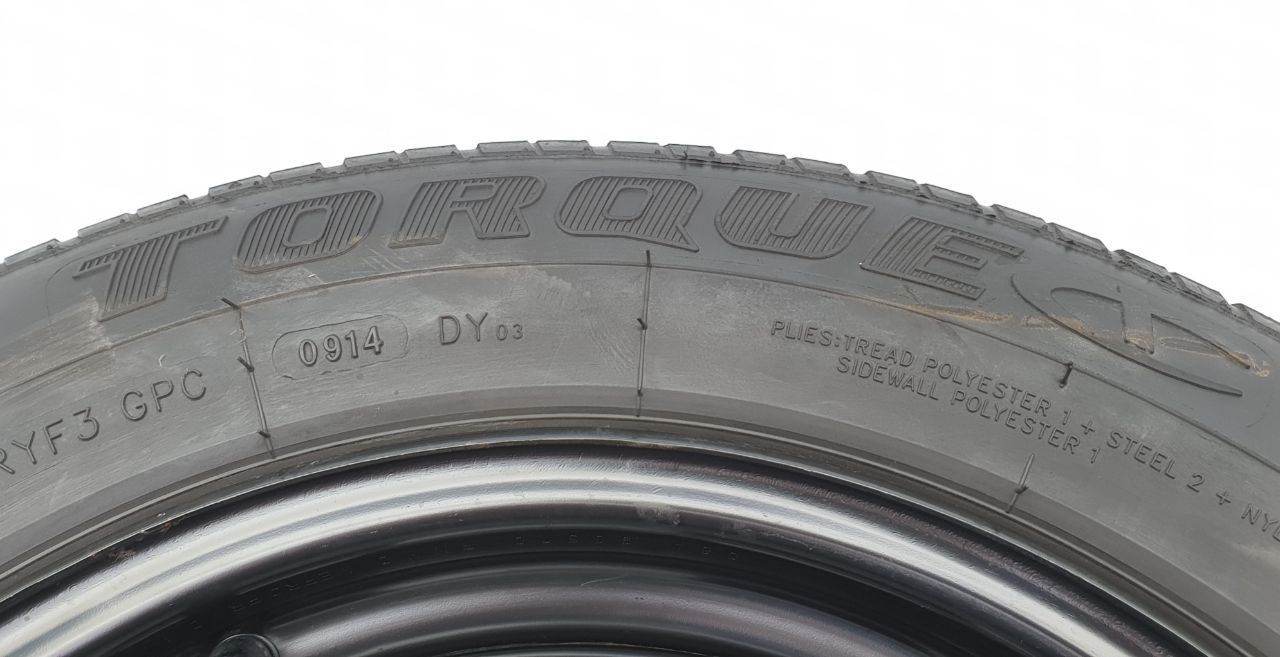 TORQUE
RYF3 GPC
0914
DY03
PLIES:TREAD POLYESTER 1 + STEEL 2 + NY
SIDEWALL POLYESTER 1